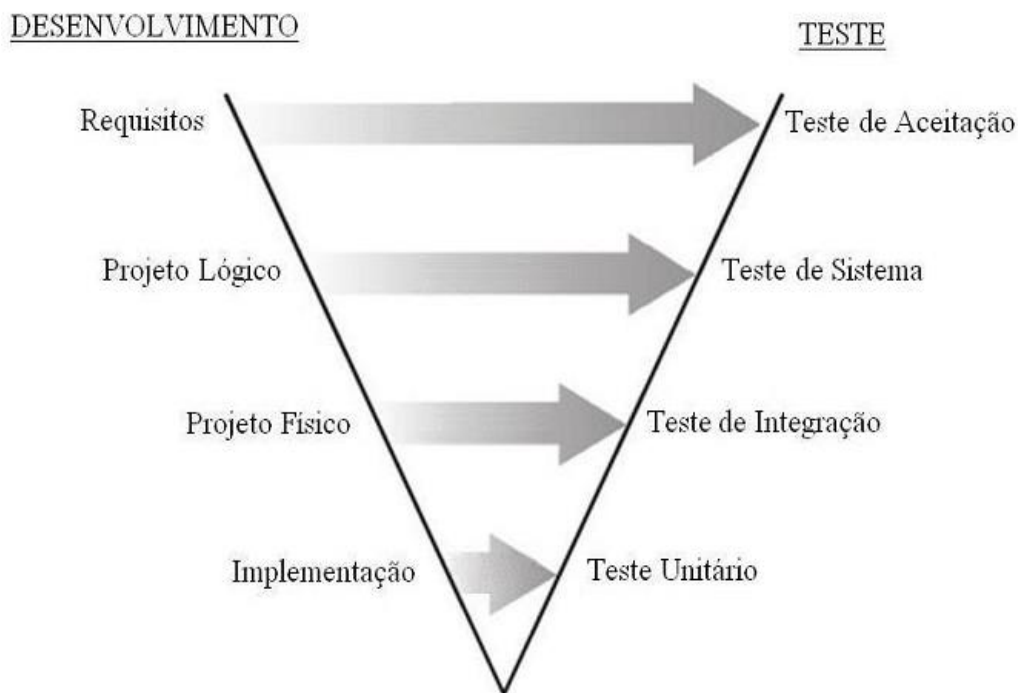 DESENVOLVIMENTO
TESTE
Requisitos
Teste de Aceitação
Projeto Lógico
Teste de Sistema
Projeto Físico
Teste de Integração
Implementação
Teste Unitário